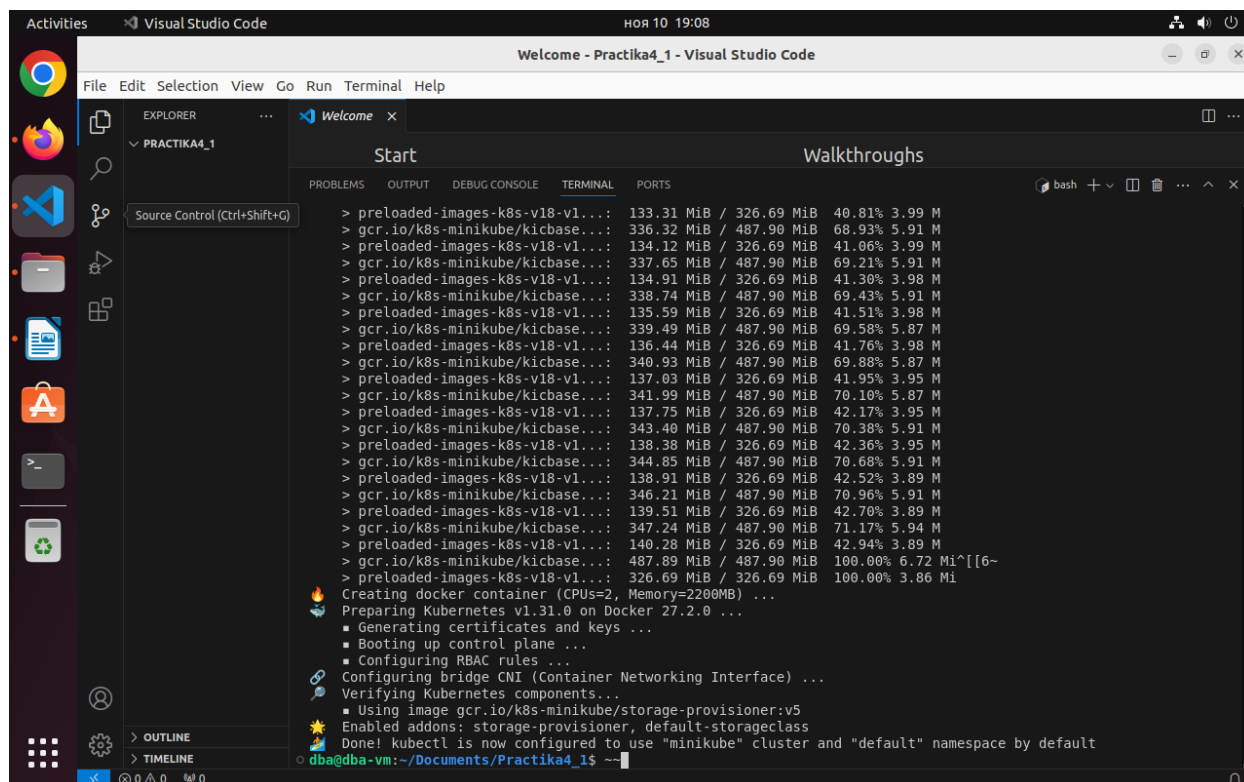 Activities Visual Studio Code ноя 10 19:08
Welcome - Practika4_1 - Visual Studio Code
File Edit Selection View Go Run Terminal Help
EXPLORER ...
PRACTIKA4_1
Source Control (Ctrl+Shift+G)
OUTLINE
TIMELINE
Welcome
Start Walkthroughs
PROBLEMS OUTPUT DEBUG CONSOLE TERMINAL PORTS bash
> preloaded-images-k8s-v18-v1...: 133.31 MiB / 326.69 MiB 40.81% 3.99 M
> gcr.io/k8s-minikube/kicbase...: 336.32 MiB / 487.90 MiB 68.93% 5.91 M
> preloaded-images-k8s-v18-v1...: 134.12 MiB / 326.69 MiB 41.06% 3.99 M
> gcr.io/k8s-minikube/kicbase...: 337.65 MiB / 487.90 MiB 69.21% 5.91 M
> preloaded-images-k8s-v18-v1...: 134.91 MiB / 326.69 MiB 41.30% 3.98 M
> gcr.io/k8s-minikube/kicbase...: 338.74 MiB / 487.90 MiB 69.43% 5.91 M
> preloaded-images-k8s-v18-v1...: 135.59 MiB / 326.69 MiB 41.51% 3.98 M
> gcr.io/k8s-minikube/kicbase...: 339.49 MiB / 487.90 MiB 69.58% 5.87 M
> preloaded-images-k8s-v18-v1...: 136.44 MiB / 326.69 MiB 41.76% 3.98 M
> gcr.io/k8s-minikube/kicbase...: 340.93 MiB / 487.90 MiB 69.88% 5.87 M
> preloaded-images-k8s-v18-v1...: 137.03 MiB / 326.69 MiB 41.95% 3.95 M
> gcr.io/k8s-minikube/kicbase...: 341.99 MiB / 487.90 MiB 70.10% 5.87 M
> preloaded-images-k8s-v18-v1...: 137.75 MiB / 326.69 MiB 42.17% 3.95 M
> gcr.io/k8s-minikube/kicbase...: 343.40 MiB / 487.90 MiB 70.38% 5.91 M
> preloaded-images-k8s-v18-v1...: 138.38 MiB / 326.69 MiB 42.36% 3.95 M
> gcr.io/k8s-minikube/kicbase...: 344.85 MiB / 487.90 MiB 70.68% 5.91 M
> preloaded-images-k8s-v18-v1...: 138.91 MiB / 326.69 MiB 42.52% 3.89 M
> gcr.io/k8s-minikube/kicbase...: 346.21 MiB / 487.90 MiB 70.96% 5.91 M
> preloaded-images-k8s-v18-v1...: 139.51 MiB / 326.69 MiB 42.70% 3.89 M
> gcr.io/k8s-minikube/kicbase...: 347.24 MiB / 487.90 MiB 71.17% 5.94 M
> preloaded-images-k8s-v18-v1...: 140.28 MiB / 326.69 MiB 42.94% 3.89 M
> gcr.io/k8s-minikube/kicbase...: 487.89 MiB / 487.90 MiB 100.00% 6.72 Mi^[[6~
> preloaded-images-k8s-v18-v1...: 326.69 MiB / 326.69 MiB 100.00% 3.86 Mi
Creating docker container (CPUs=2, Memory=2200MB) ...
Preparing Kubernetes v1.31.0 on Docker 27.2.0 ...
▪ Generating certificates and keys ...
▪ Booting up control plane ...
▪ Configuring RBAC rules ...
Configuring bridge CNI (Container Networking Interface) ...
Verifying Kubernetes components...
▪ Using image gcr.io/k8s-minikube/storage-provisioner:v5
Enabled addons: storage-provisioner, default-storageclass
Done! kubectl is now configured to use "minikube" cluster and "default" namespace by default
dba@dba-vm:~/Documents/Practika4_1$ ~~
0 0 0